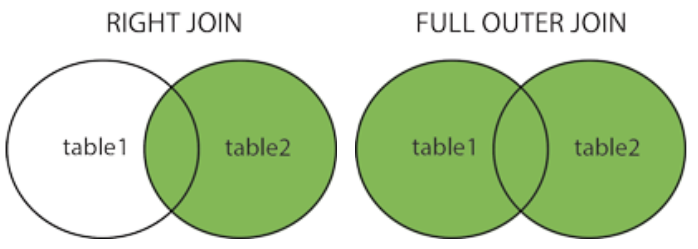 RIGHT JOIN
FULL OUTER JOIN
table1
table2
table1
table2